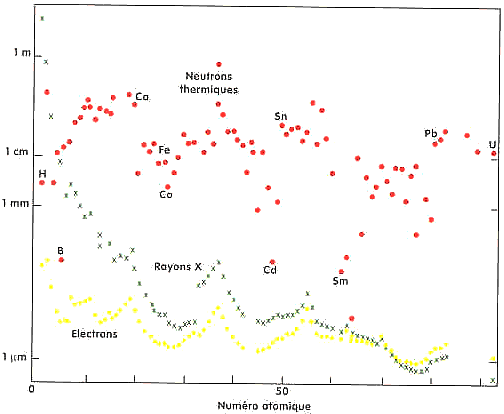 1 m
Ca
Neutrons
thermiques
Sn
Pb
U
Fe
1 cm
H
Co
1 mm
B
Rayons X
Cd
Sm
Electrons
1 μm
0
50
Numéro atomique